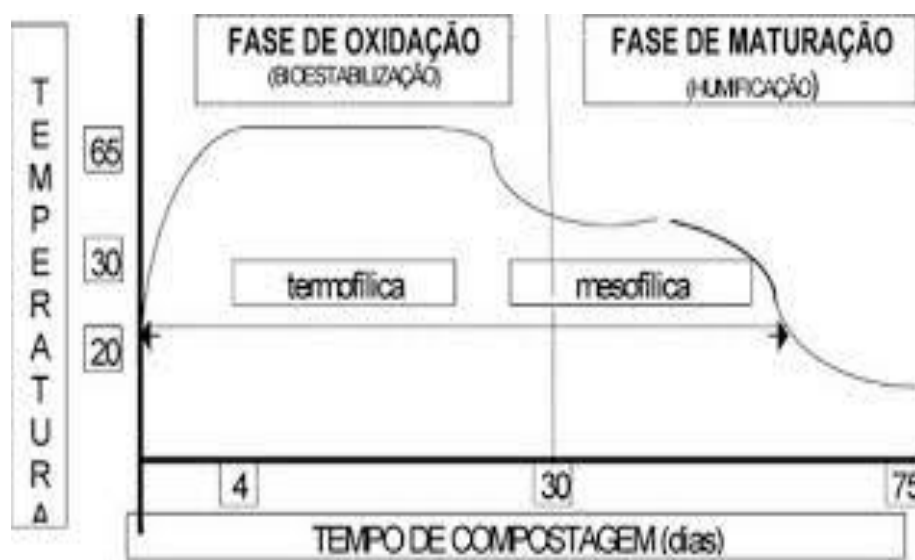 FASE DE OXIDAÇÃO
(BIOESTABILIZAÇÃO)
FASE DE MATURAÇÃO
(HUMIFICAÇÃO)
TEMPERATURA
65
30
20
termofílica
mesofílica
4
30
75
TEMPO DE COMPOSTAGEM (dias)